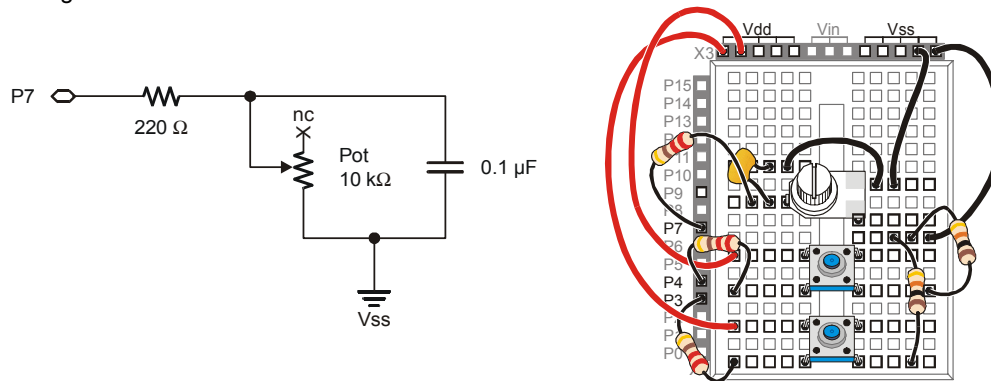 P7
220 Ω
nc
Pot
10 kΩ
0.1 µF
Vss
Vdd
Vin
Vss
X3
P15
P14
P13
P10
P9
P8
P7
P6
P5
P4
P3
P0